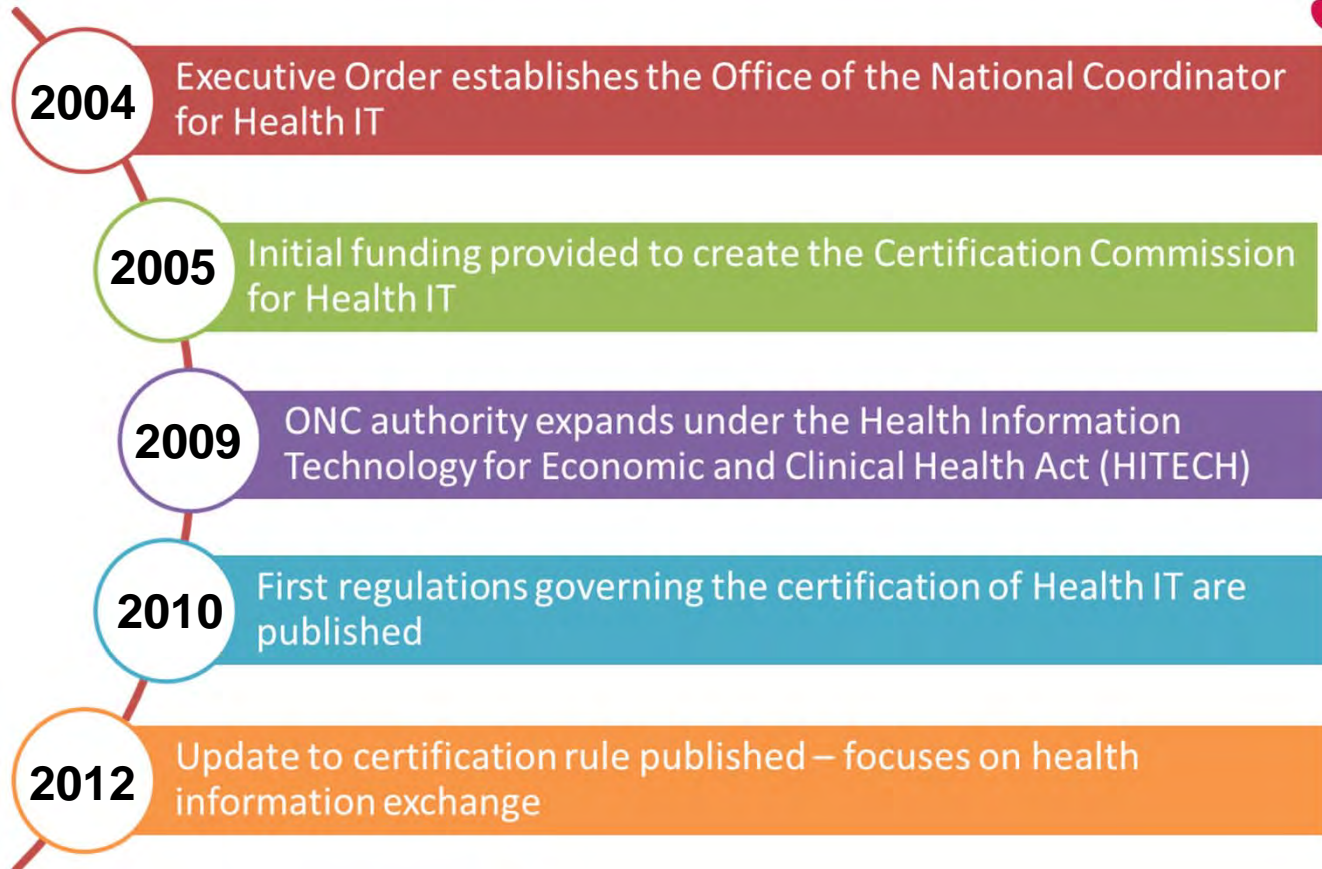 2004
Executive Order establishes the Office of the National Coordinator
for Health IT
2005
Initial funding provided to create the Certification Commission
for Health IT
2009
ONC authority expands under the Health Information
Technology for Economic and Clinical Health Act (HITECH)
2010
First regulations governing the certification of Health IT are
published
2012
Update to certification rule published – focuses on health
information exchange